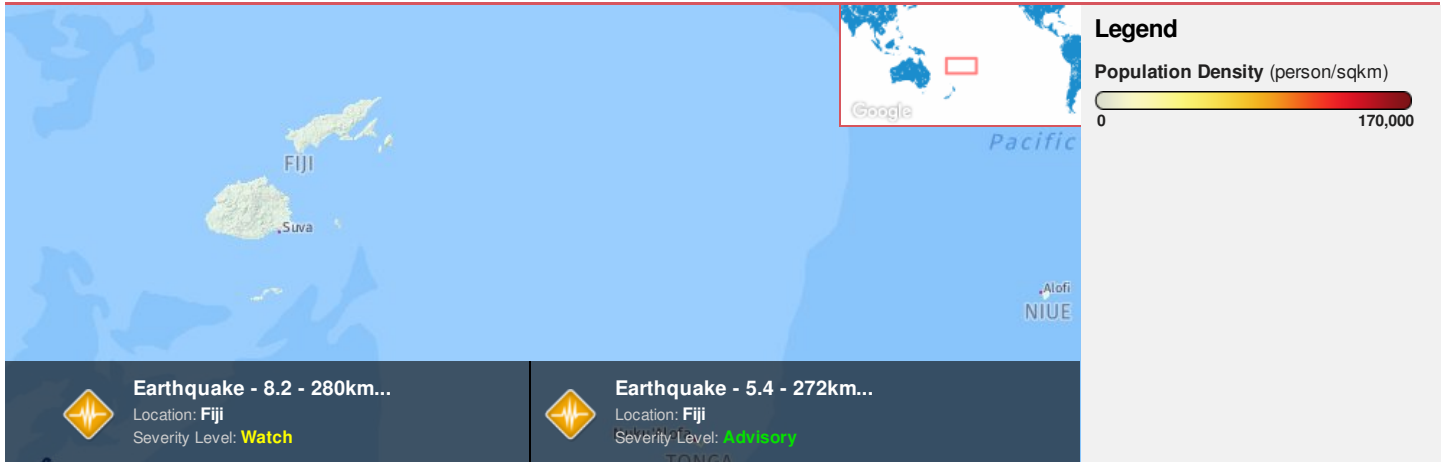 Google
Pacific
FIJI
Suva
Alofi
NIUE
Earthquake - 8.2 - 280km...
Location: Fiji
Severity Level: Watch
Earthquake - 5.4 - 272km...
Location: Fiji
Severity Level: Advisory
TONGA
Legend
Population Density (person/sqkm)
0
170,000